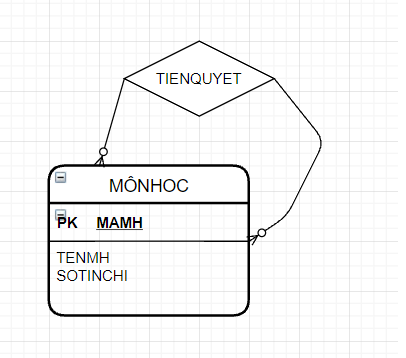 TIENQUYET
MÔNHOC
PK MAMH
TENMH
SOTINCHI